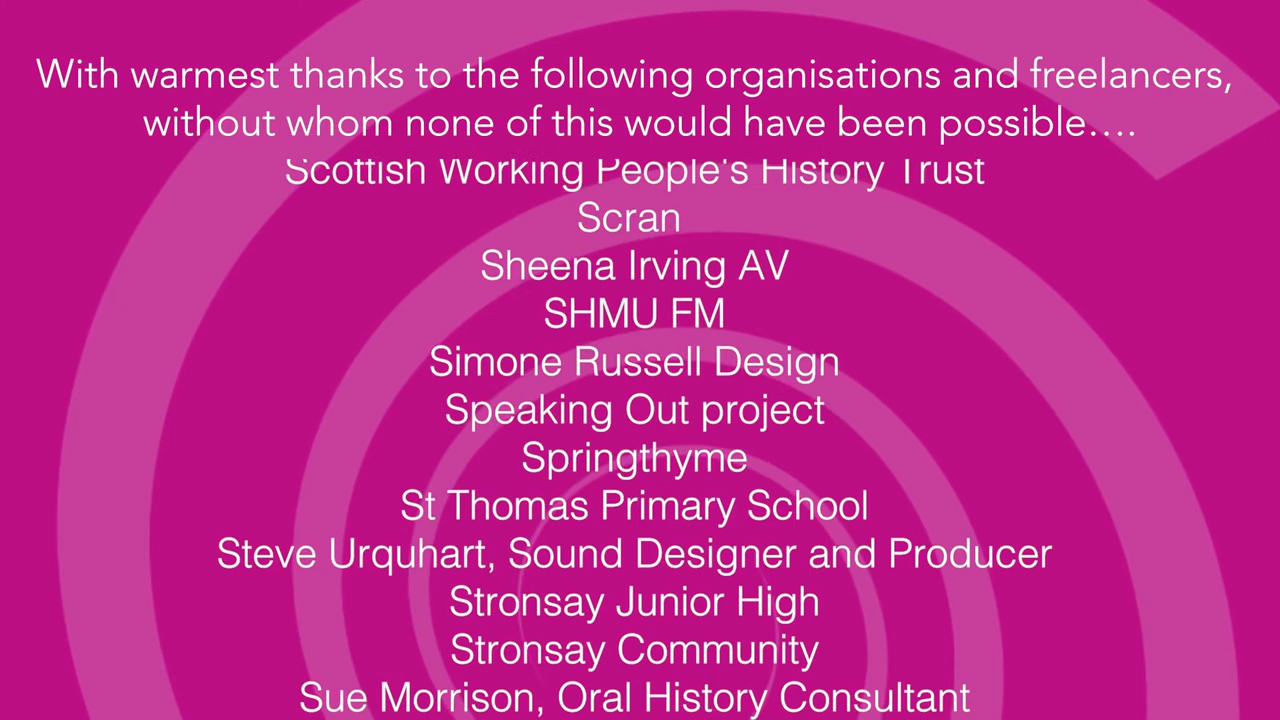 With warmest thanks to the following organisations and freelancers,
without whom none of this would have been possible....
Scottish Working People's History Trust
Scran
Sheena Irving AV
SHMU FM
Simone Russell Design
Speaking Out project
Springthyme
St Thomas Primary School
Steve Urquhart, Sound Designer and Producer
Stronsay Junior High
Stronsay Community
Sue Morrison, Oral History Consultant